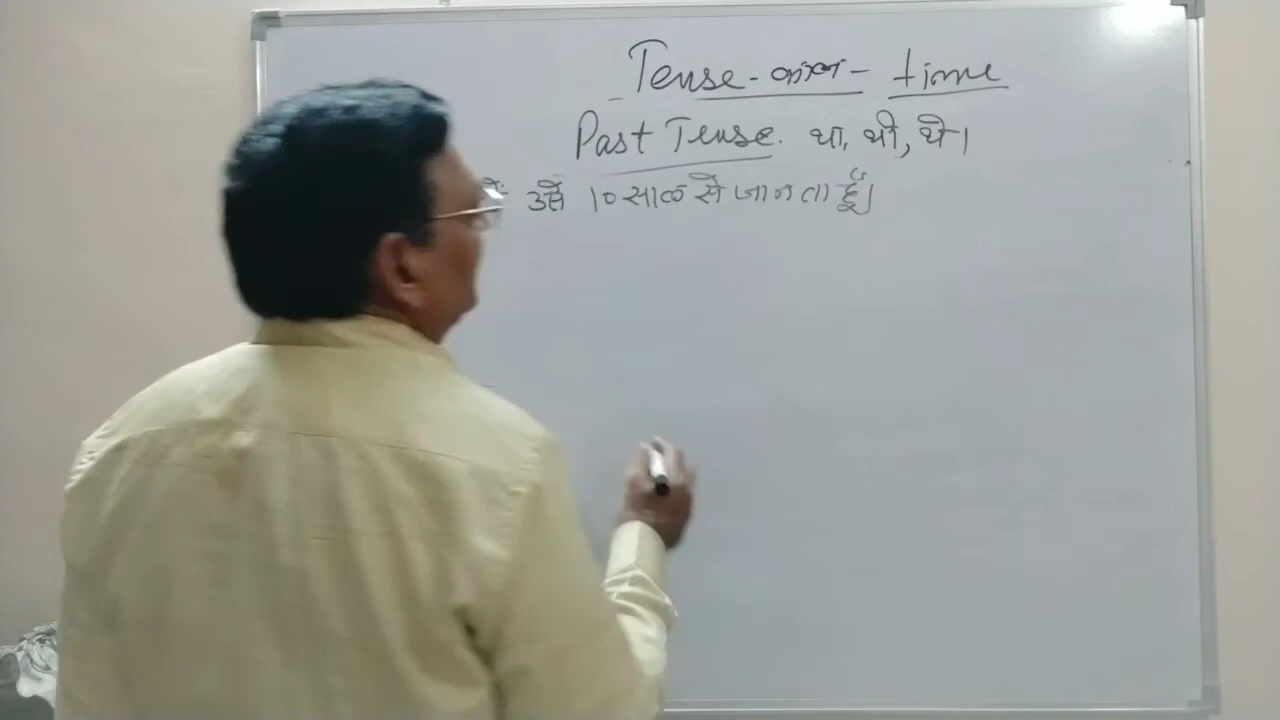 Tense - काल - time
Past Tense. था, थी, थे।
उसे 10 साल से जानता हूँ।